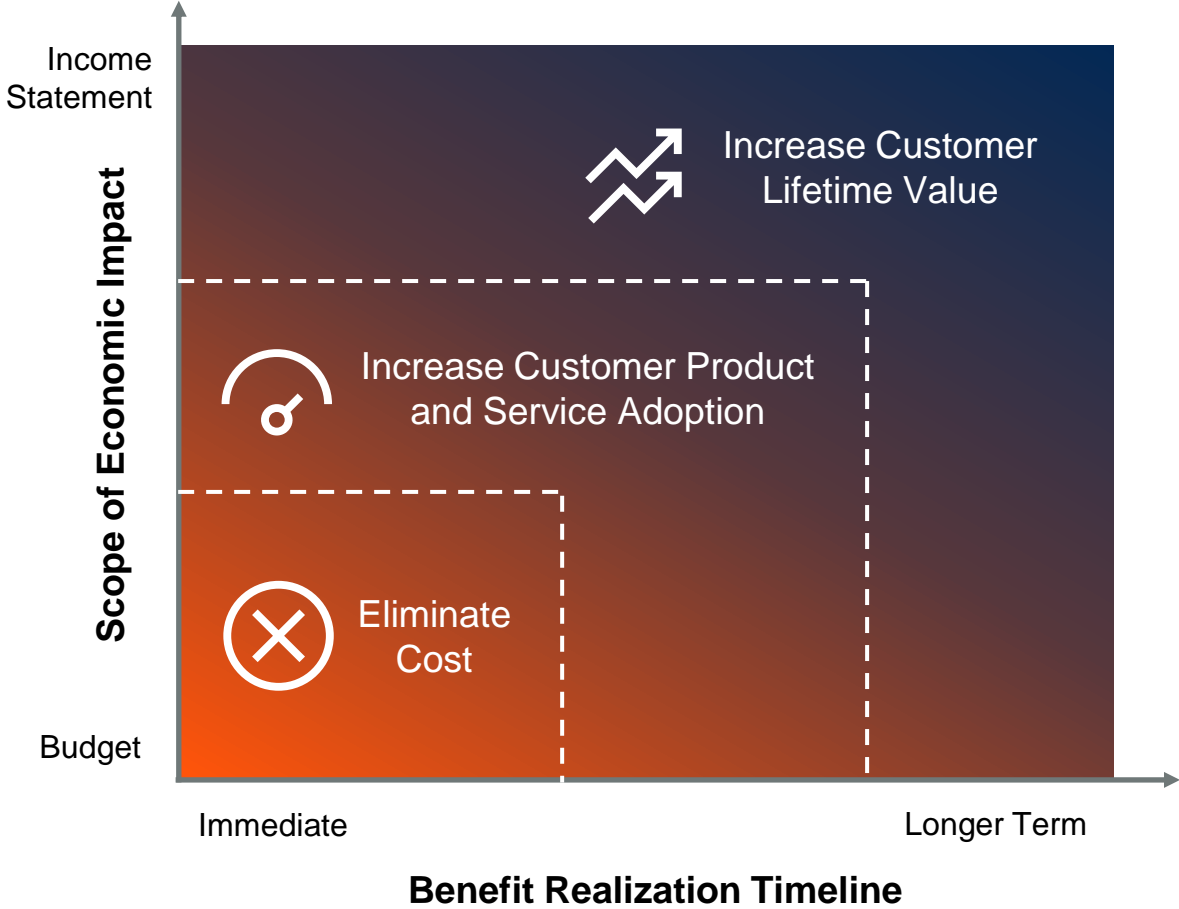 Income
Statement
Scope of Economic Impact
Increase Customer
Lifetime Value
Increase Customer Product
and Service Adoption
Eliminate
Cost
Budget
Immediate
Longer Term
Benefit Realization Timeline